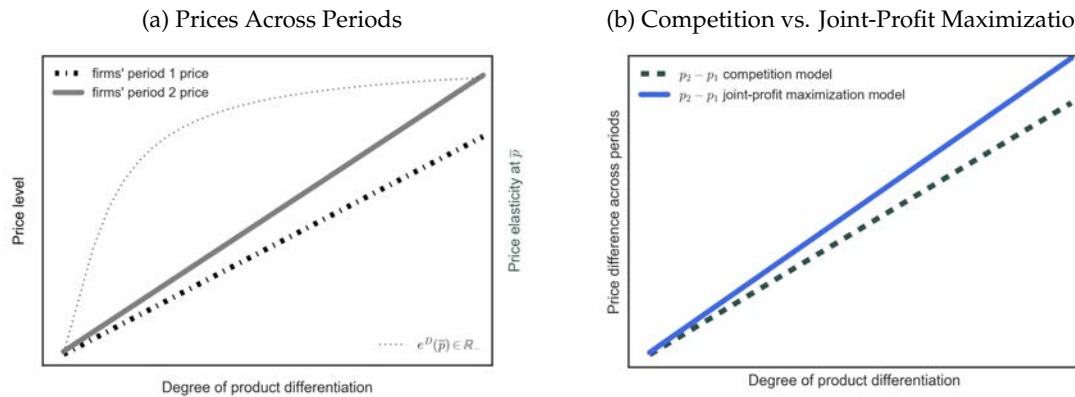 (a) Prices Across Periods
firms' period 1 price
firms' period 2 price
Price level
Price elasticity at p̅
e^D(p̅) ∈ ℝ_
Degree of product differentiation
(b) Competition vs. Joint-Profit Maximizatio
p₂ − p₁ competition model
p₂ − p₁ joint-profit maximization model
Price difference across periods
Degree of product differentiation